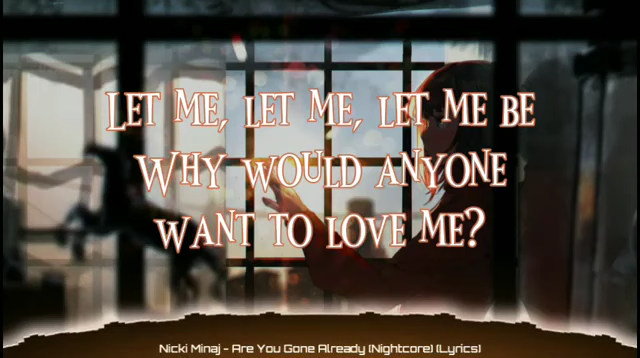 Let me, let me, let me be
Why would anyone
want to love me?
Nicki Minaj - Are You Gone Already (Nightcore) (Lyrics)